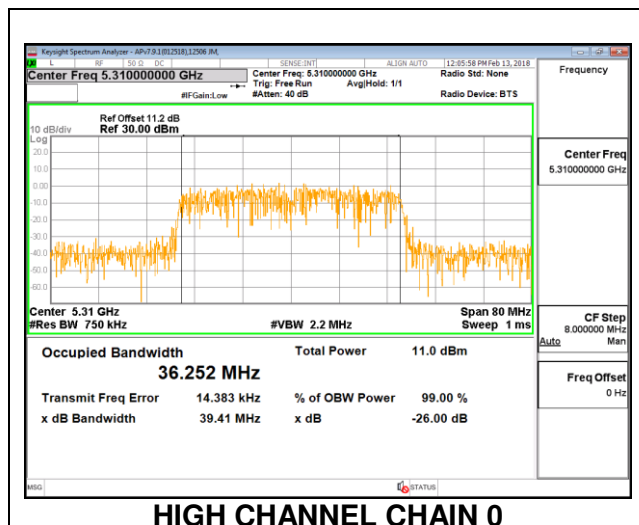 Keysight Spectrum Analyzer - APv7.9.1(012518),12506 JM,
L RF 50 Ω DC SENSE:INT ALIGN AUTO 12:05:58 PM Feb 13, 2018
Center Freq 5.310000000 GHz Center Freq: 5.310000000 GHz Radio Std: None Frequency
Trig: Free Run Avg|Hold: 1/1
#IFGain:Low #Atten: 40 dB Radio Device: BTS
Ref Offset 11.2 dB
10 dB/div Ref 30.00 dBm
Log
20.0
10.0
0.00
-10.0
-20.0
-30.0
-40.0
-50.0
-60.0
Center Freq
5.310000000 GHz
Center 5.31 GHz Span 80 MHz
#Res BW 750 kHz #VBW 2.2 MHz Sweep 1 ms
CF Step
8.000000 MHz
Auto Man
Occupied Bandwidth Total Power 11.0 dBm
36.252 MHz
Freq Offset
0 Hz
Transmit Freq Error 14.383 kHz % of OBW Power 99.00 %
x dB Bandwidth 39.41 MHz x dB -26.00 dB
MSG STATUS
HIGH CHANNEL CHAIN 0